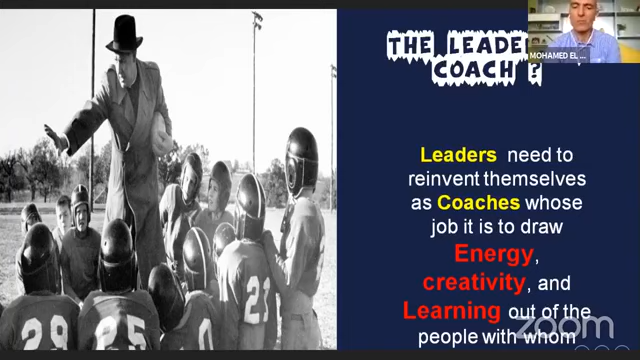 THE LEADE
COACH ?
MOHAMED EL ...
Leaders need to
reinvent themselves
as Coaches whose
job it is to draw
Energy,
creativity, and
Learning out of the
people with whom
zoom
29
25
0
21